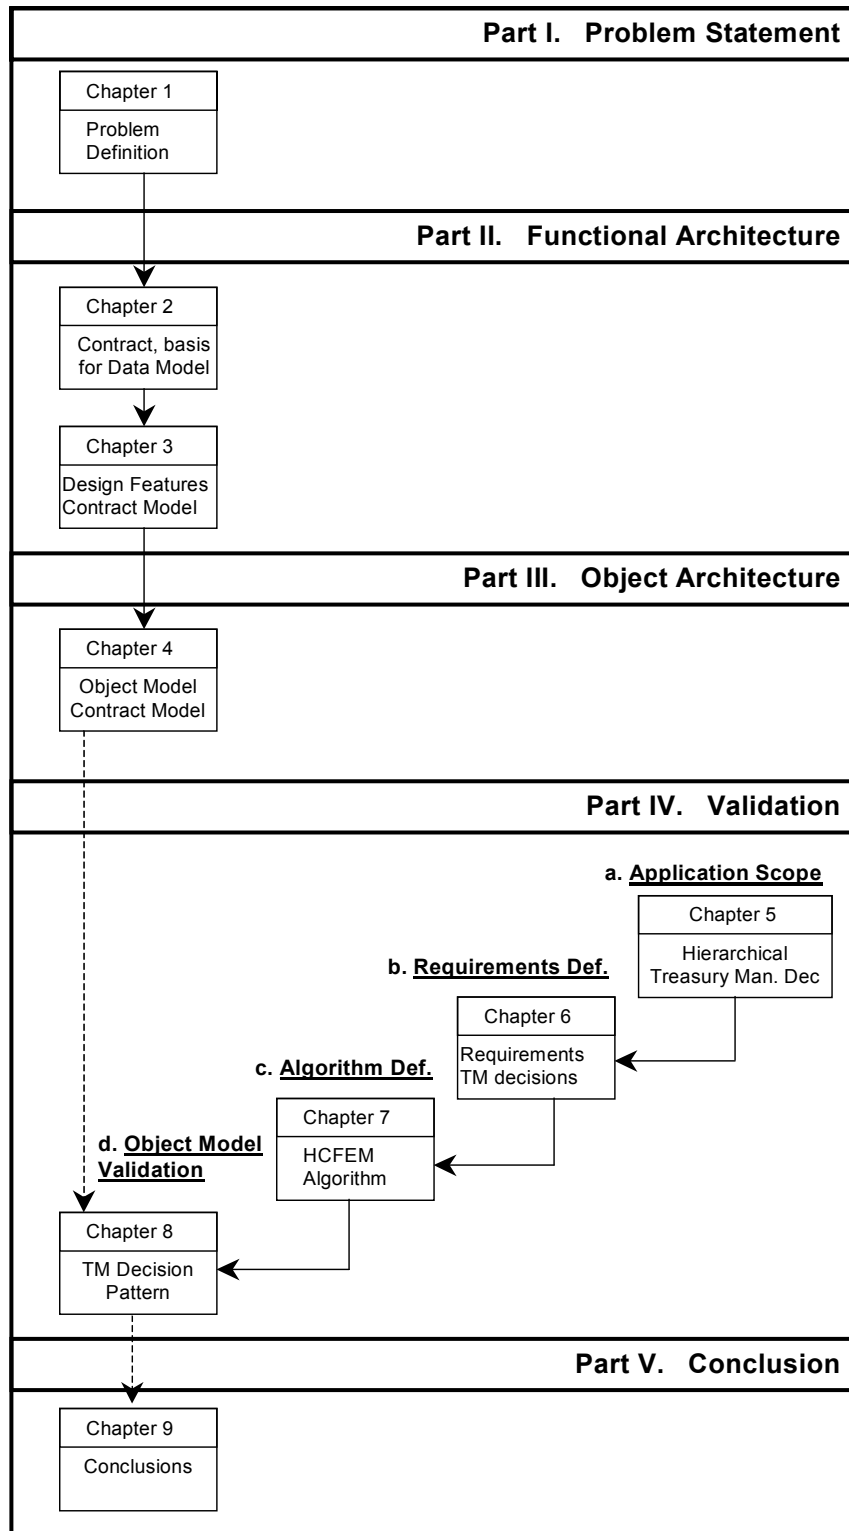 Part I. Problem Statement
Chapter 1
Problem
Definition
Part II. Functional Architecture
Chapter 2
Contract, basis
for Data Model
Chapter 3
Design Features
Contract Model
Part III. Object Architecture
Chapter 4
Object Model
Contract Model
Part IV. Validation
a. Application Scope
Chapter 5
Hierarchical
Treasury Man. Dec
b. Requirements Def.
Chapter 6
Requirements
TM decisions
c. Algorithm Def.
Chapter 7
HCFEM
Algorithm
d. Object Model
Validation
Chapter 8
TM Decision
Pattern
Part V. Conclusion
Chapter 9
Conclusions